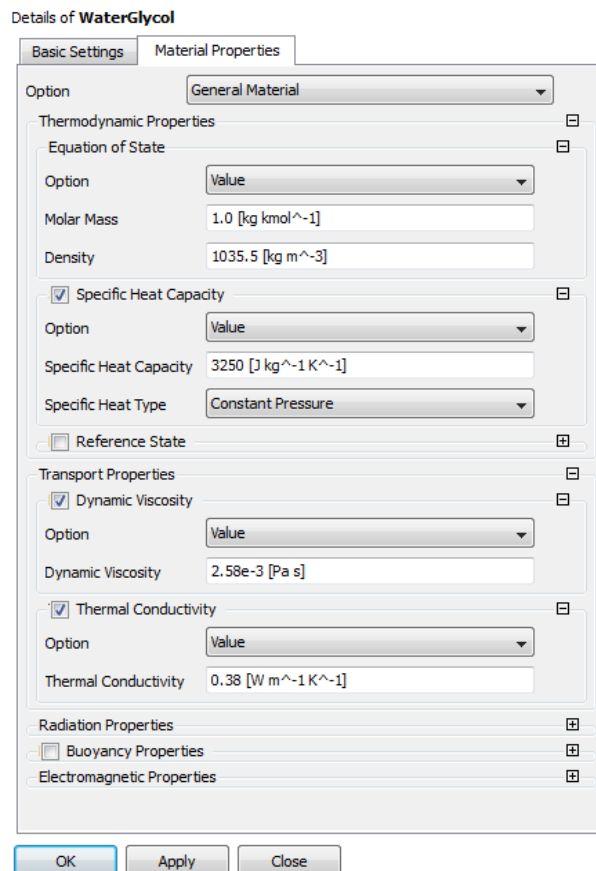 Details of WaterGlycol
Basic Settings Material Properties
Option General Material
Thermodynamic Properties
Equation of State
Option Value
Molar Mass 1.0 [kg kmol^-1]
Density 1035.5 [kg m^-3]
Specific Heat Capacity
Option Value
Specific Heat Capacity 3250 [J kg^-1 K^-1]
Specific Heat Type Constant Pressure
Reference State
Transport Properties
Dynamic Viscosity
Option Value
Dynamic Viscosity 2.58e-3 [Pa s]
Thermal Conductivity
Option Value
Thermal Conductivity 0.38 [W m^-1 K^-1]
Radiation Properties
Buoyancy Properties
Electromagnetic Properties
OK Apply Close